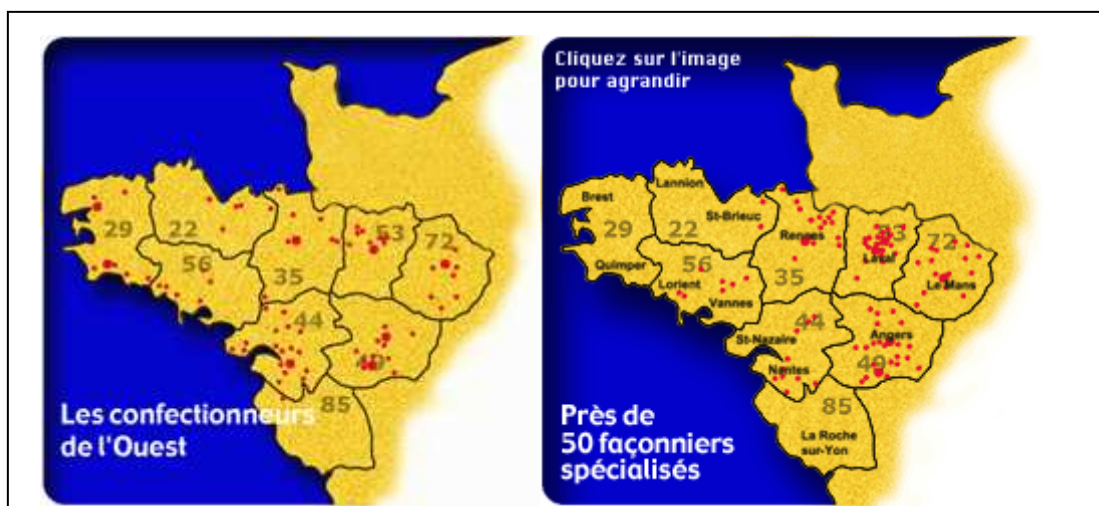 29
22
53
72
56
35
44
49
85
Les confectionneurs
de l'Ouest
Cliquez sur l'image
pour agrandir
Lannion
Brest
St-Brieuc
29
22
Rennes
53
72
Laval
Quimper
56
35
Le Mans
Lorient
Vannes
44
St-Nazaire
Angers
Nantes
49
85
Près de
50 façonniers
spécialisés
La Roche
sur-Yon